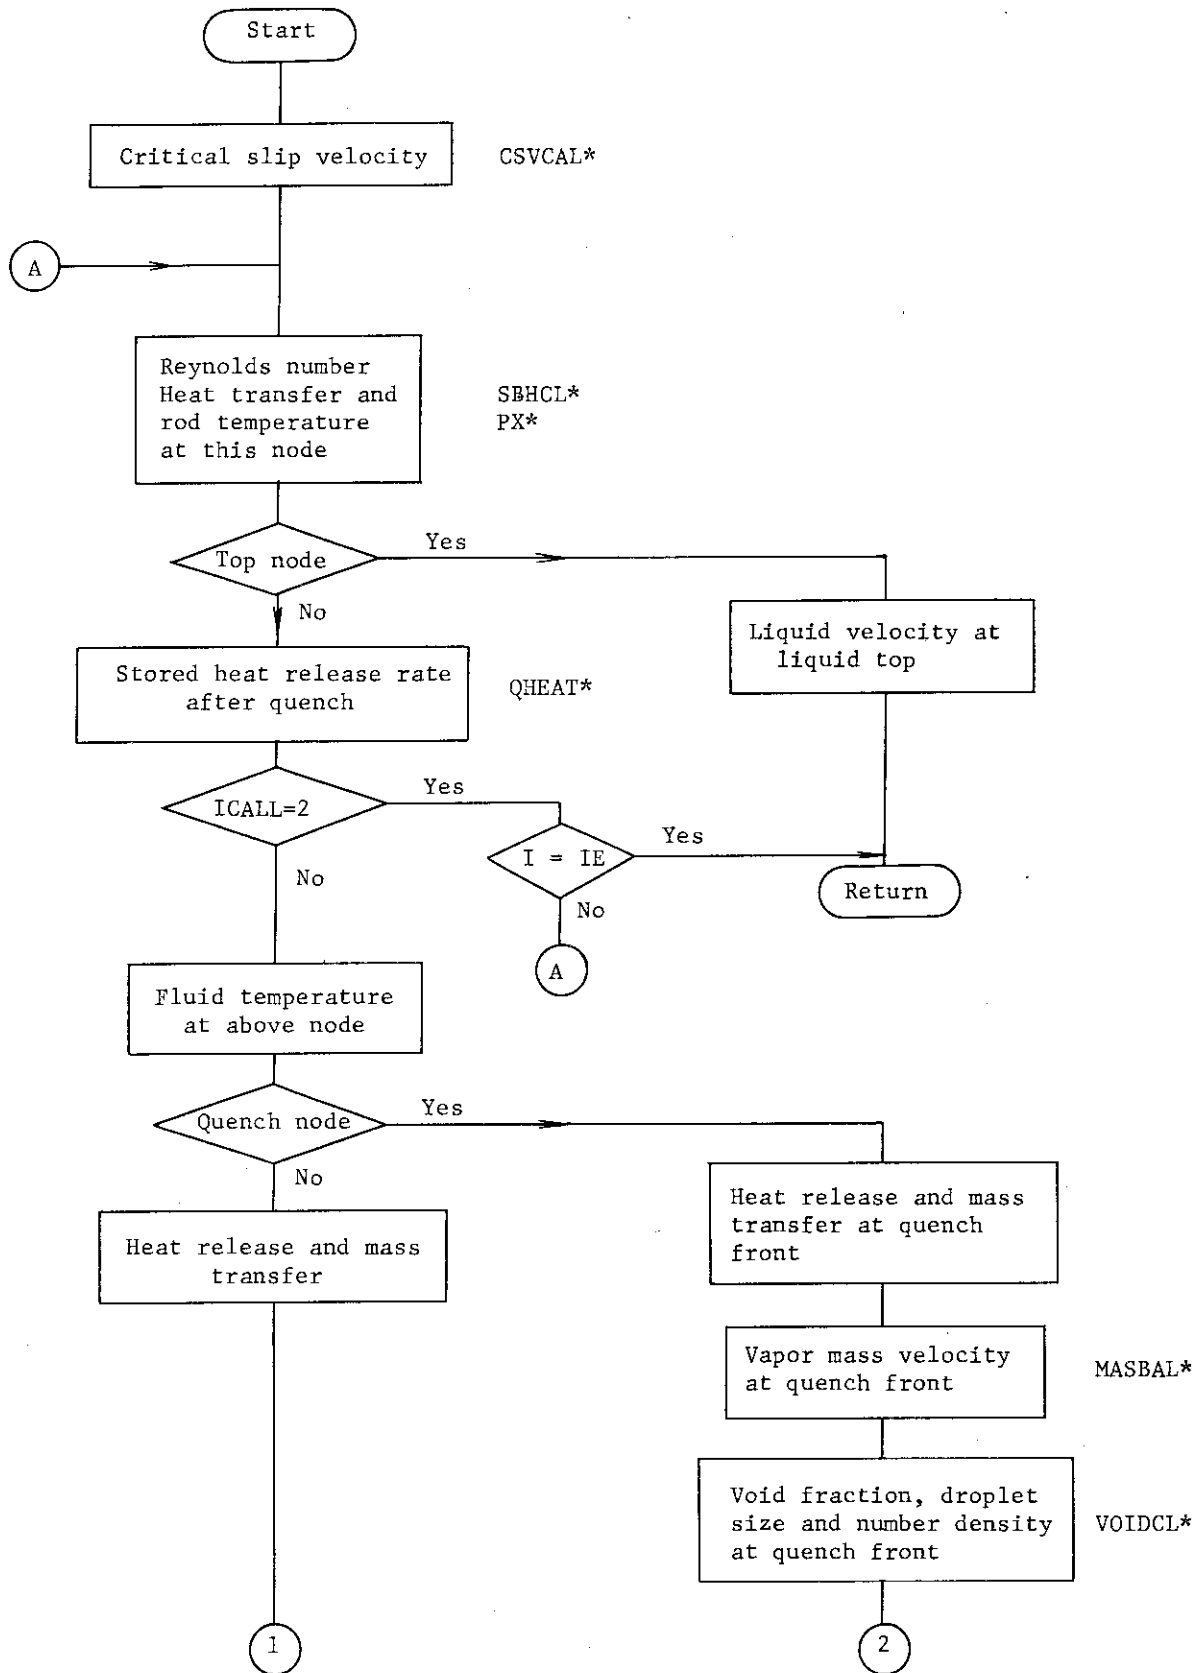 Start
Critical slip velocity
CSVCAL*
A
Reynolds number
Heat transfer and
rod temperature
at this node
SBHCL*
PX*
Top node
Yes
No
Liquid velocity at
liquid top
Stored heat release rate
after quench
QHEAT*
ICALL=2
Yes
I = IE
Yes
No
No
Return
A
Fluid temperature
at above node
Quench node
Yes
No
Heat release and mass
transfer
Heat release and mass
transfer at quench
front
Vapor mass velocity
at quench front
MASBAL*
Void fraction, droplet
size and number density
at quench front
VOIDCL*
1
2